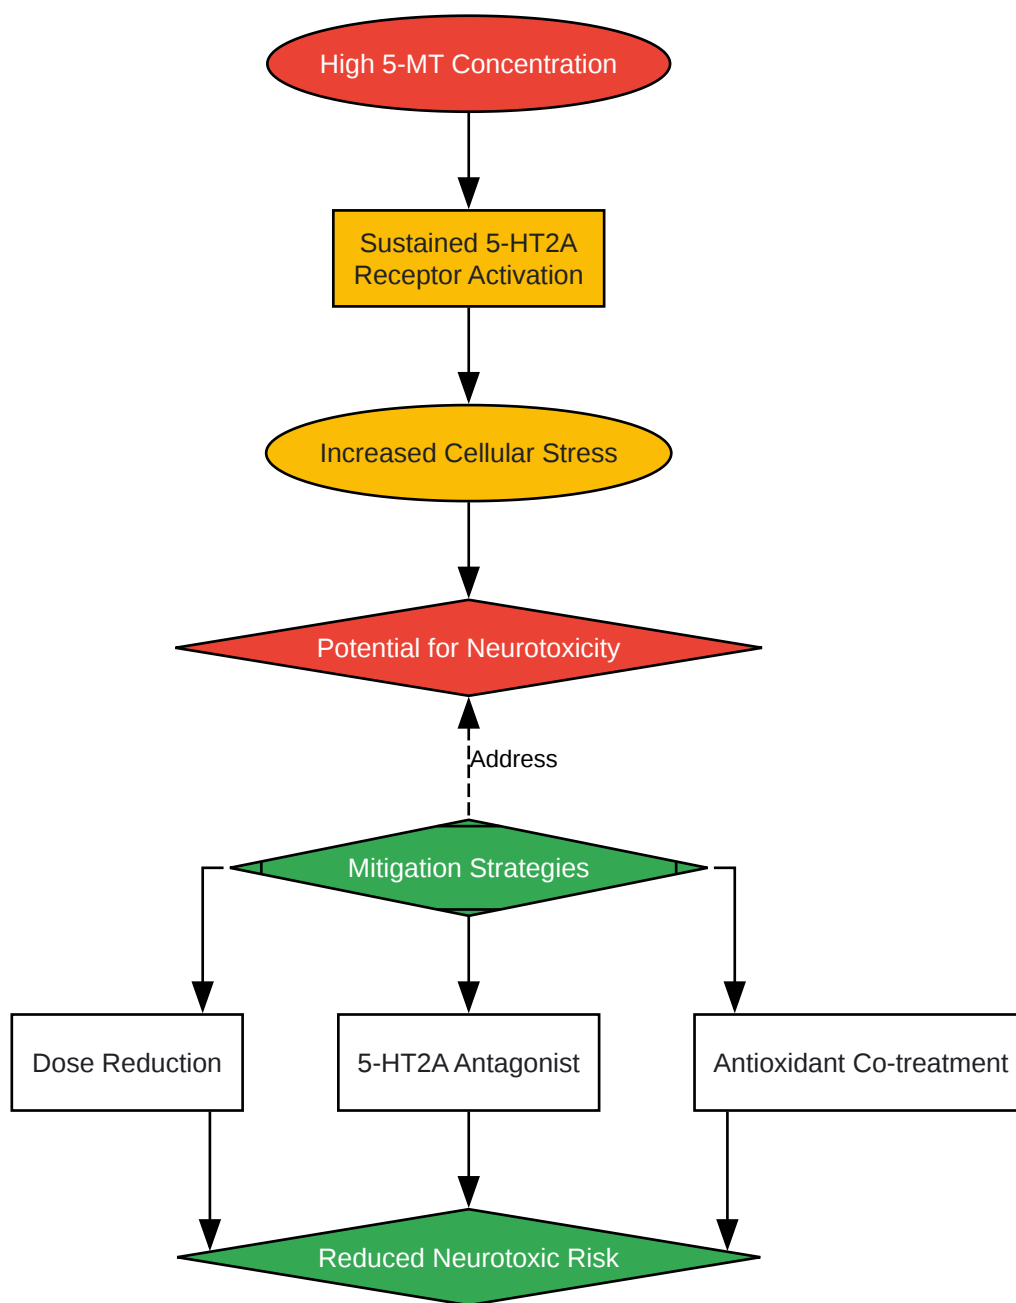 High 5-MT Concentration
Sustained 5-HT2A
Receptor Activation
Increased Cellular Stress
Potential for Neurotoxicity
Address
Mitigation Strategies
Dose Reduction
5-HT2A Antagonist
Antioxidant Co-treatment
Reduced Neurotoxic Risk